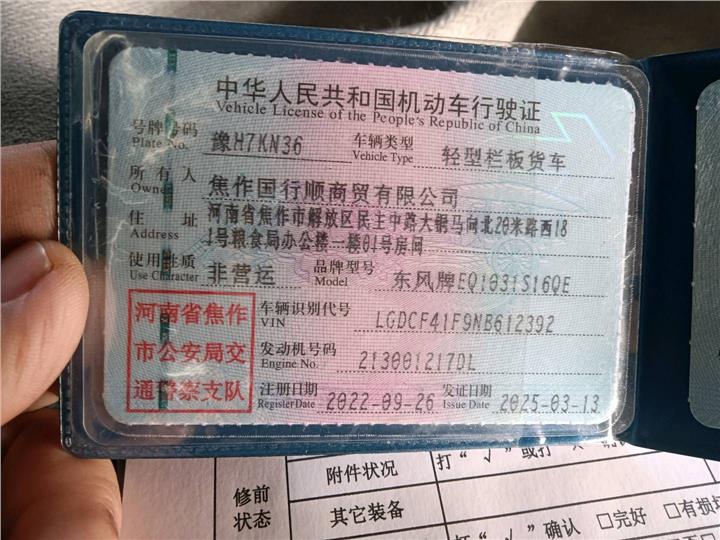 中华人民共和国机动车行驶证
Vehicle License of the People's Republic of China
号牌号码 豫H7KN36 车辆类型 轻型栏板货车
Plate No. Vehicle Type
所有人 焦作国行顺商贸有限公司
Owner
住址 河南省焦作市解放区民主中路大铜马向北20米路西18
Address 1号粮食局办公楼一楼01号房间
使用性质 非营运 品牌型号 东风牌EQ1031S16QE
Use Character Model
河南省焦作
市公安局交
通警察支队
车辆识别代号 LGDCF41F9NB612392
VIN
发动机号码 213001217DL
Engine No.
注册日期 2022-09-26 发证日期 2025-03-13
Register Date Issue Date
附件状况 打“√”或打
修前
状态
其它装备
打“√”确认 □完好 □有损